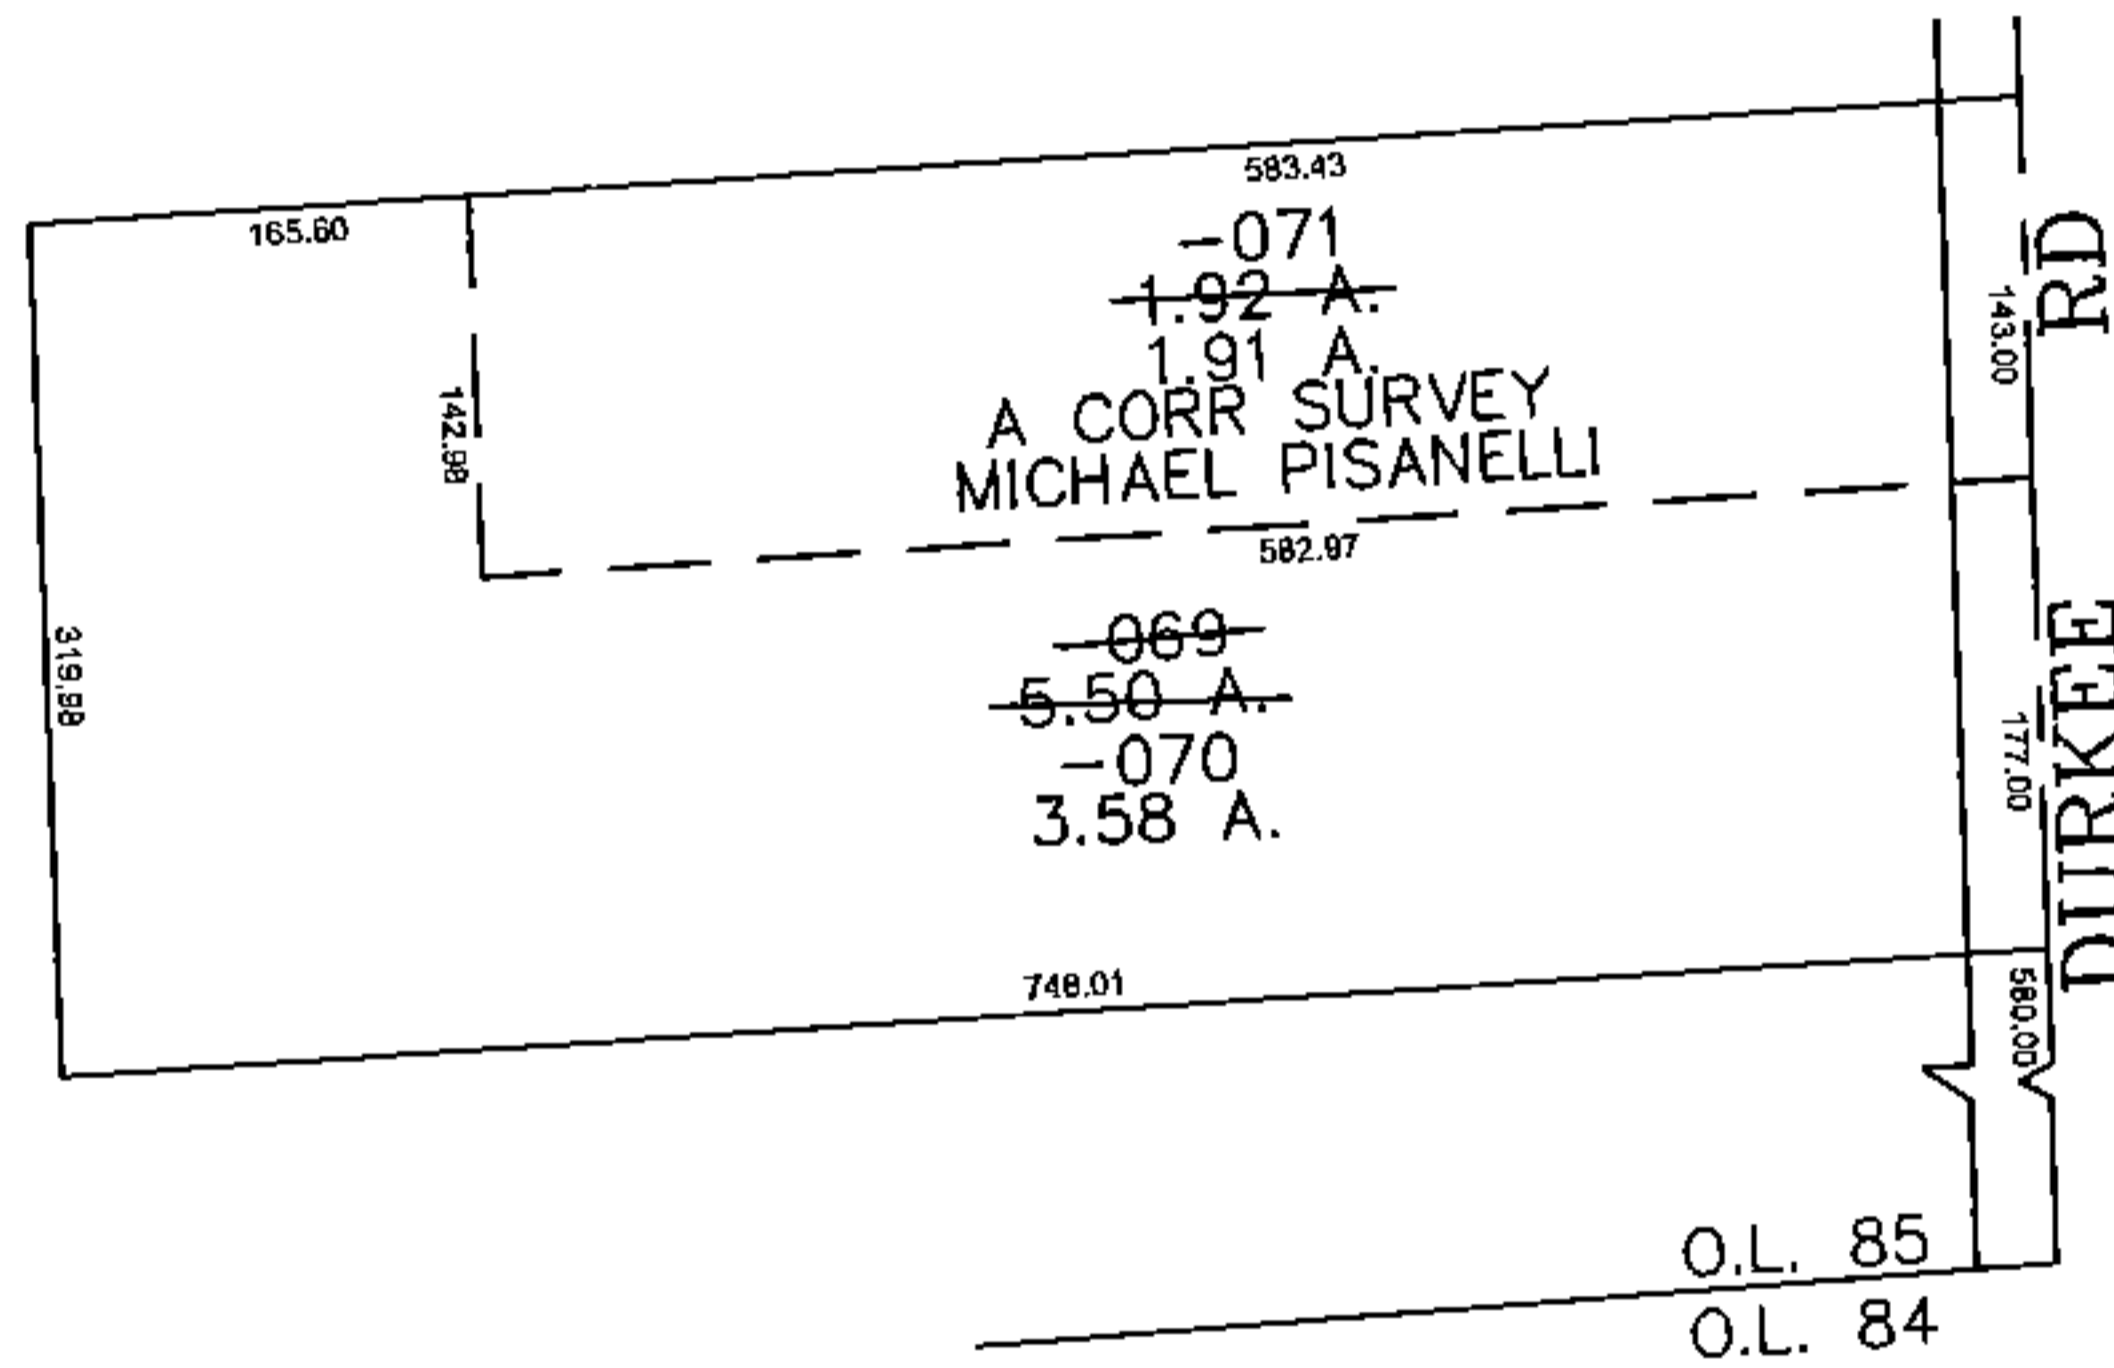 583.43
165.60
-071
1.92 A.
1.91 A.
A CORR SURVEY
MICHAEL PISANELLI
142.98
143.00
582.97
319.98
-069
5.50 A.
-070
3.58 A.
177.00
748.01
580.00
DURKEE RD
O.L. 85
O.L. 84